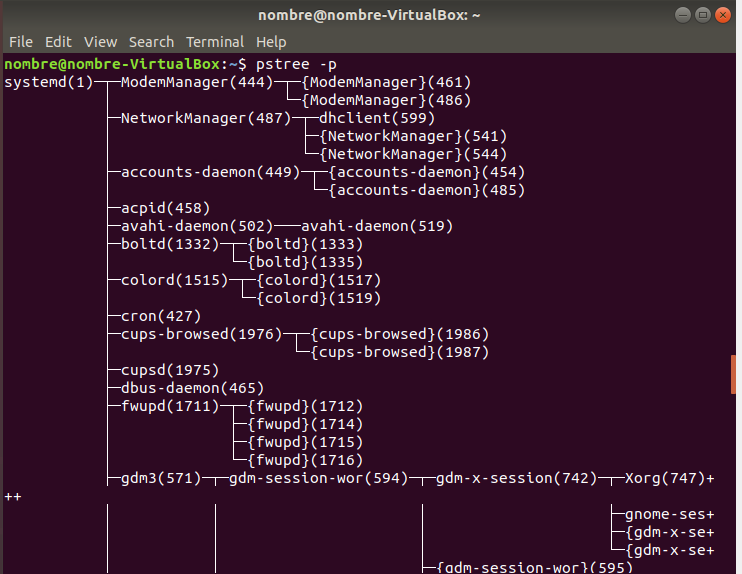 nombre@nombre-VirtualBox: ~
File Edit View Search Terminal Help
nombre@nombre-VirtualBox:~$ pstree -p
systemd(1)─┬─ModemManager(444)─┬─{ModemManager}(461)
           │                   └─{ModemManager}(486)
           ├─NetworkManager(487)─┬─dhclient(599)
           │                     ├─{NetworkManager}(541)
           │                     └─{NetworkManager}(544)
           ├─accounts-daemon(449)─┬─{accounts-daemon}(454)
           │                      └─{accounts-daemon}(485)
           ├─acpid(458)
           ├─avahi-daemon(502)───avahi-daemon(519)
           ├─boltd(1332)─┬─{boltd}(1333)
           │             └─{boltd}(1335)
           ├─colord(1515)─┬─{colord}(1517)
           │              └─{colord}(1519)
           ├─cron(427)
           ├─cups-browsed(1976)─┬─{cups-browsed}(1986)
           │                    └─{cups-browsed}(1987)
           ├─cupsd(1975)
           ├─dbus-daemon(465)
           ├─fwupd(1711)─┬─{fwupd}(1712)
           │             ├─{fwupd}(1714)
           │             ├─{fwupd}(1715)
           │             └─{fwupd}(1716)
           ├─gdm3(571)─┬─gdm-session-wor(594)─┬─gdm-x-session(742)─┬─Xorg(747)+
++
           │           │                      │                    ├─gnome-ses+
           │           │                      │                    ├─{gdm-x-se+
           │           │                      │                    └─{gdm-x-se+
           │           │                      ├─{gdm-session-wor}(595)